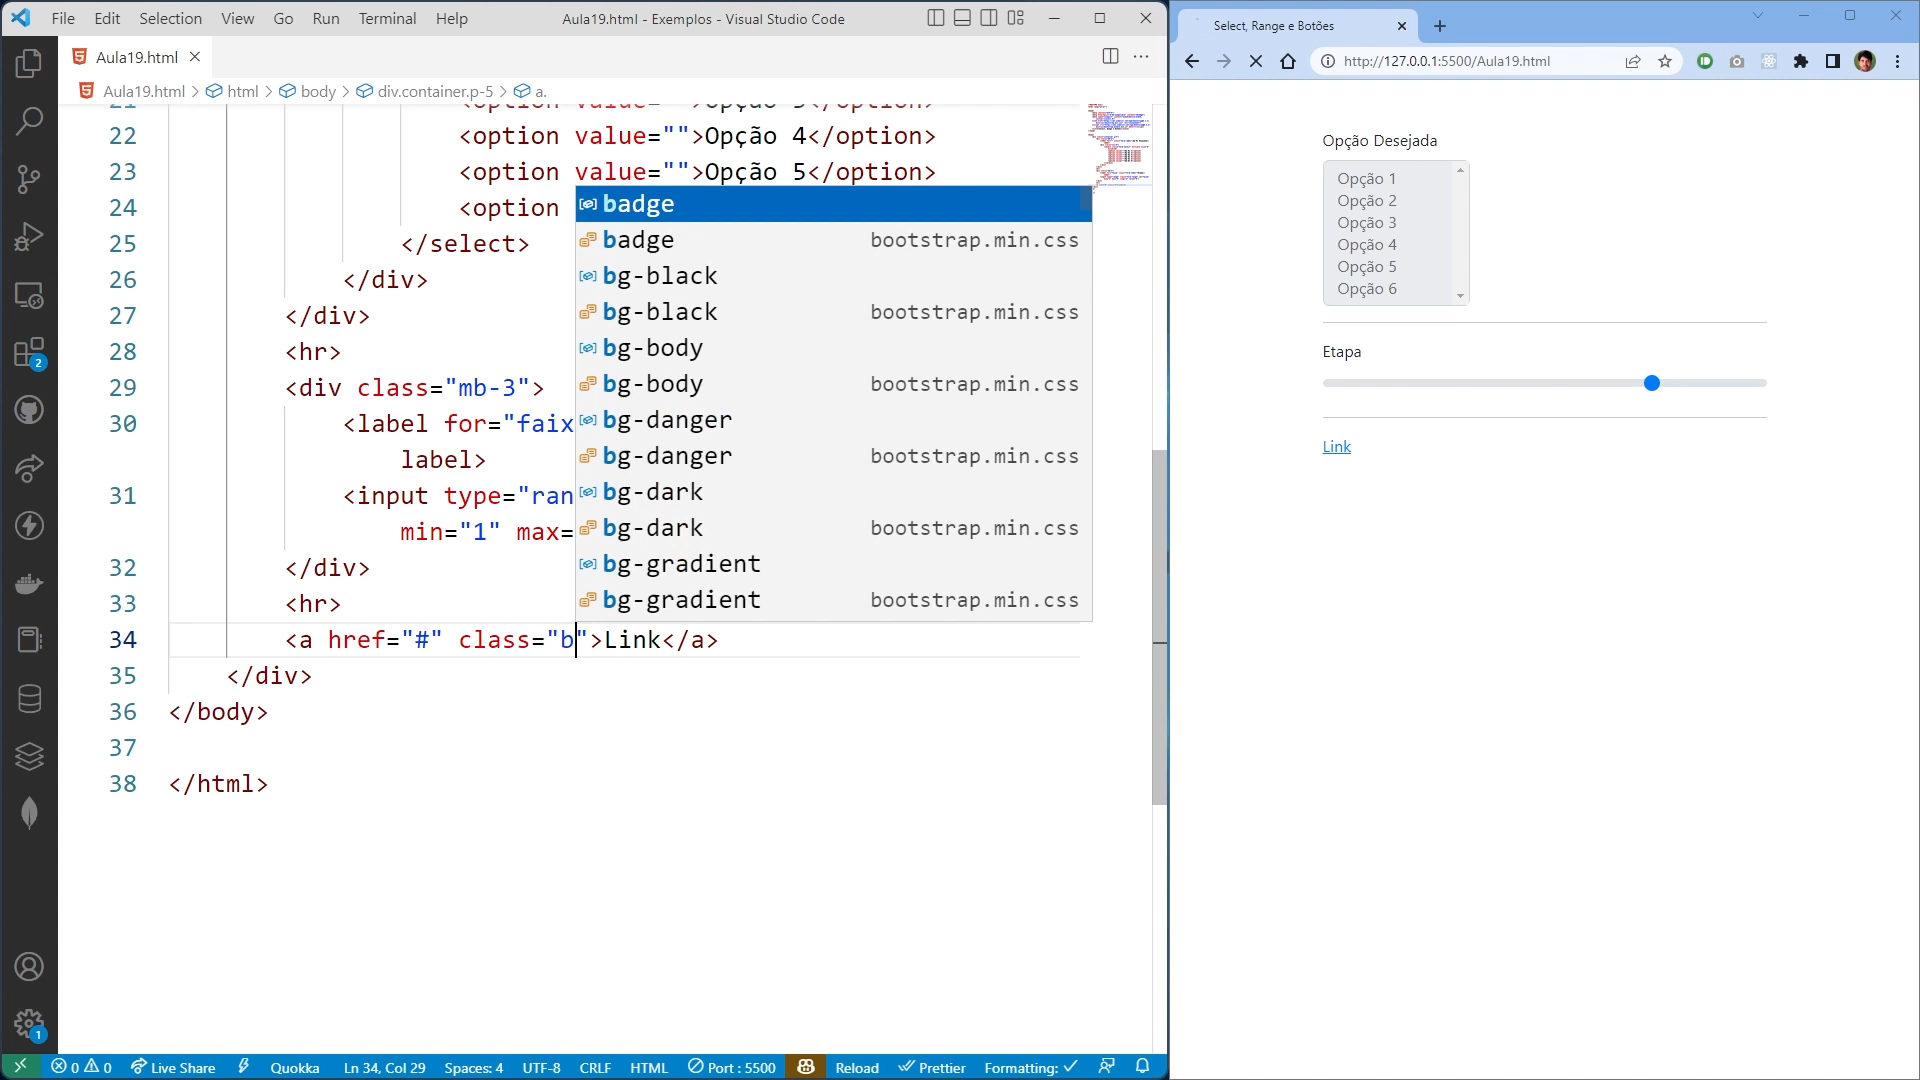 File Edit Selection View Go Run Terminal Help
Aula19.html - Exemplos - Visual Studio Code
Aula19.html
Aula19.html > html > body > div.container.p-5 > a.
21 <option value="">Opção 3</option>
22 <option value="">Opção 4</option>
23 <option value="">Opção 5</option>
24 <option
25 </select>
26 </div>
27 </div>
28 <hr>
29 <div class="mb-3">
30 <label for="faix
label>
31 <input type="ran
min="1" max=
32 </div>
33 <hr>
34 <a href="#" class="b">Link</a>
35 </div>
36 </body>
37
38 </html>
badge
badge bootstrap.min.css
bg-black
bg-black bootstrap.min.css
bg-body
bg-body bootstrap.min.css
bg-danger
bg-danger bootstrap.min.css
bg-dark
bg-dark bootstrap.min.css
bg-gradient
bg-gradient bootstrap.min.css
2
1
0 0 Live Share Quokka Ln 34, Col 29 Spaces: 4 UTF-8 CRLF HTML Port : 5500 Reload Prettier Formatting:
Select, Range e Botões
http://127.0.0.1:5500/Aula19.html
Opção Desejada
Opção 1
Opção 2
Opção 3
Opção 4
Opção 5
Opção 6
Etapa
Link